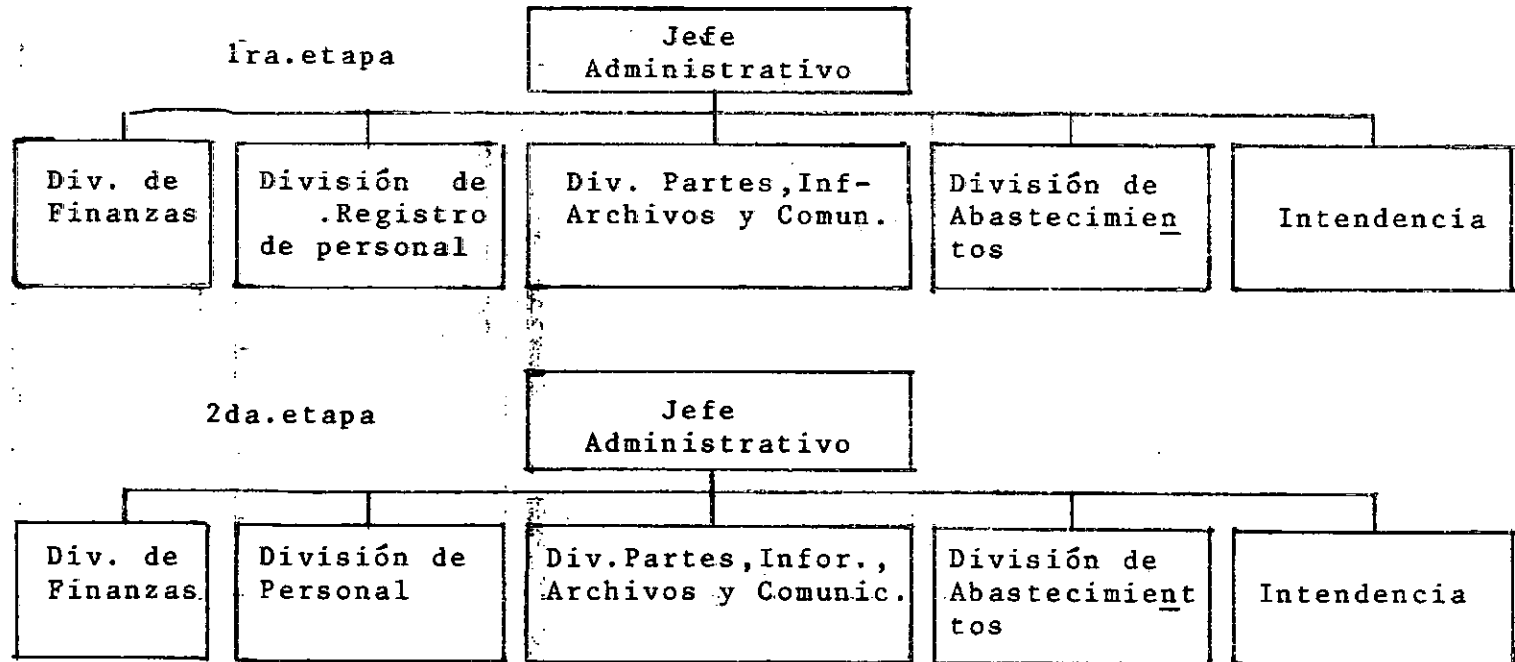 1ra.etapa
Jefe
Administrativo
Div. de
Finanzas
División de
.Registro
de personal
Div. Partes,Inf-
Archivos y Comun.
División de
Abastecimien
tos
Intendencia
2da.etapa
Jefe
Administrativo
Div. de
Finanzas
División de
Personal
Div.Partes,Infor.,
Archivos y Comunic.
División de
Abastecimient
tos
Intendencia